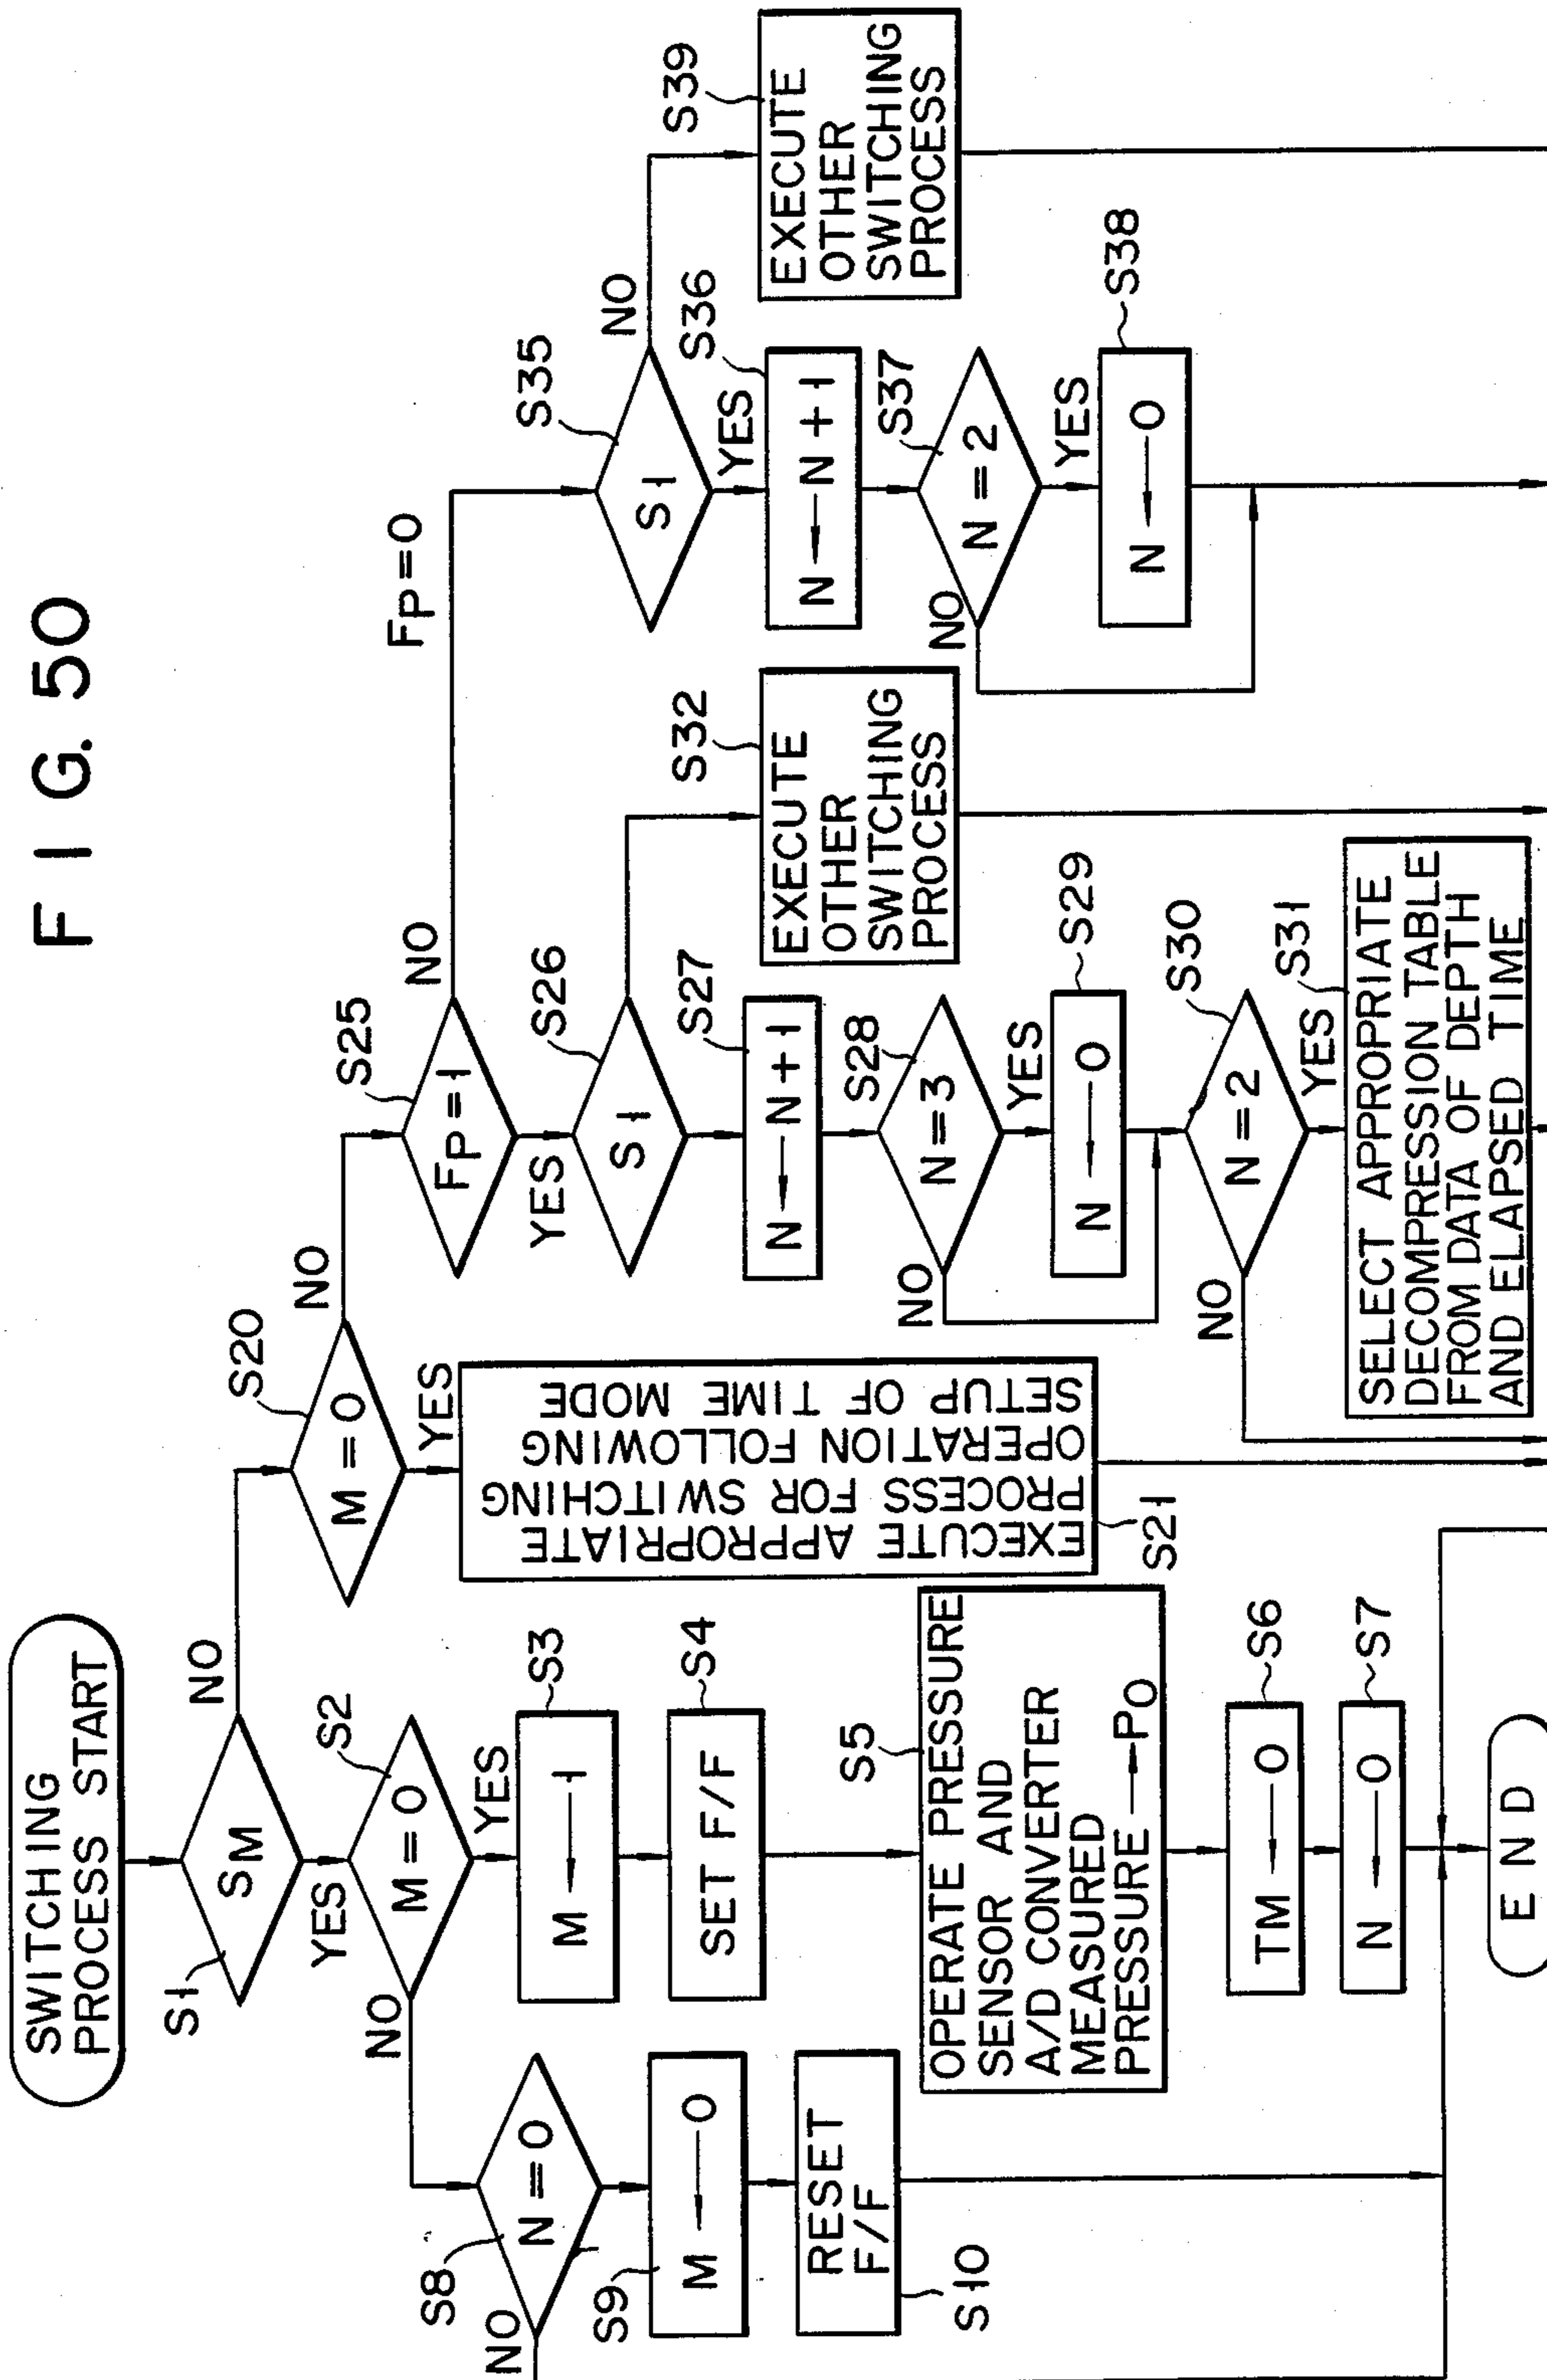 FIG. 50
SWITCHING
PROCESS START
S1
SM
NO
YES
S2
M = 0
NO
YES
S3
M ← 1
S4
SET F/F
S5
OPERATE PRESSURE
SENSOR AND
A/D CONVERTER
MEASURED
PRESSURE → P0
S6
TM ← 0
S7
N ← 0
END
S8
N = 0
NO
S9
M ← 0
S10
RESET
F/F
S20
M = 0
NO
YES
EXECUTE APPROPRIATE
PROCESS FOR SWITCHING
OPERATION FOLLOWING
SETUP OF TIME MODE
S21
S25
FP = 1
NO
YES
S26
S1
S27
N ← N + 1
S28
N = 3
NO
YES
S29
N ← 0
S30
N = 2
NO
YES
S31
SELECT APPROPRIATE
DECOMPRESSION TABLE
FROM DATA OF DEPTH
AND ELAPSED TIME
S32
EXECUTE
OTHER
SWITCHING
PROCESS
FP = 0
S35
S1
NO
YES
S36
N ← N + 1
S37
N = 2
NO
YES
S38
N ← 0
S39
EXECUTE
OTHER
SWITCHING
PROCESS